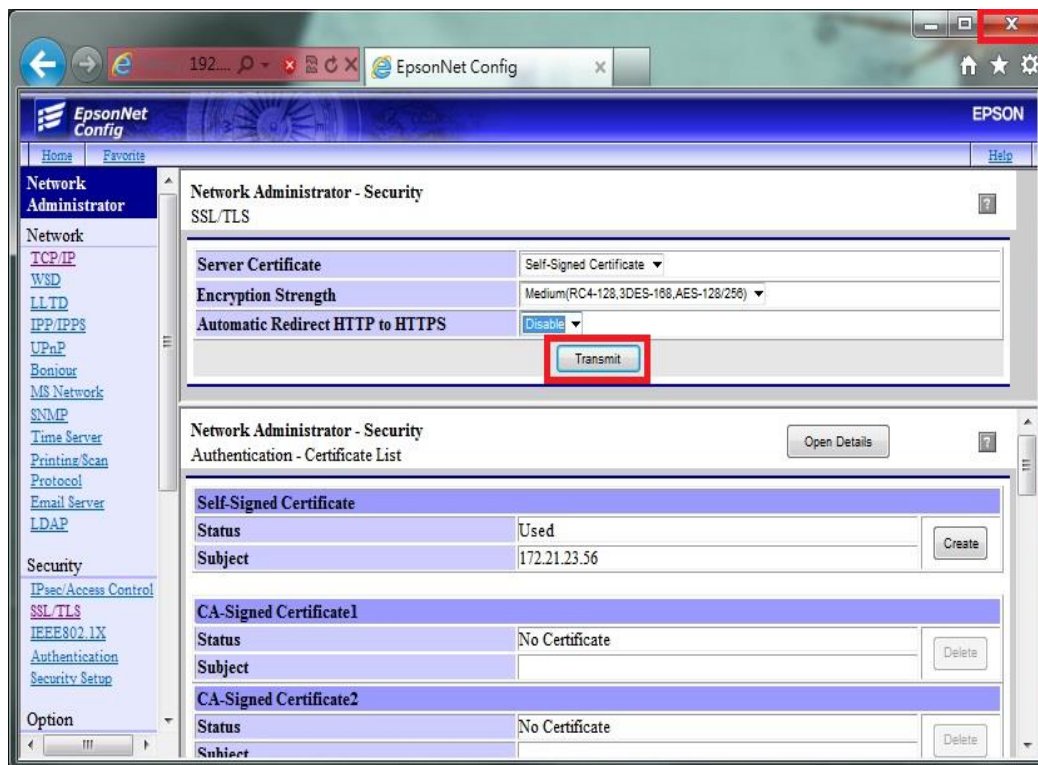 X
192....
EpsonNet Config
EpsonNet
Config
EPSON
Home Favorite Help
Network
Administrator
Network
TCP/IP
WSD
LLTD
IPP/IPPS
UPnP
Bonjour
MS Network
SNMP
Time Server
Printing/Scan
Protocol
Email Server
LDAP
Security
IPsec/Access Control
SSL/TLS
IEEE802.1X
Authentication
Security Setup
Option
Network Administrator - Security
SSL/TLS
?
Server Certificate Self-Signed Certificate
Encryption Strength Medium(RC4-128,3DES-168,AES-128/256)
Automatic Redirect HTTP to HTTPS Disable
Transmit
Network Administrator - Security
Authentication - Certificate List
Open Details
?
Self-Signed Certificate
Status Used
Subject 172.21.23.56
Create
CA-Signed Certificate1
Status No Certificate
Subject
Delete
CA-Signed Certificate2
Status No Certificate
Subject
Delete